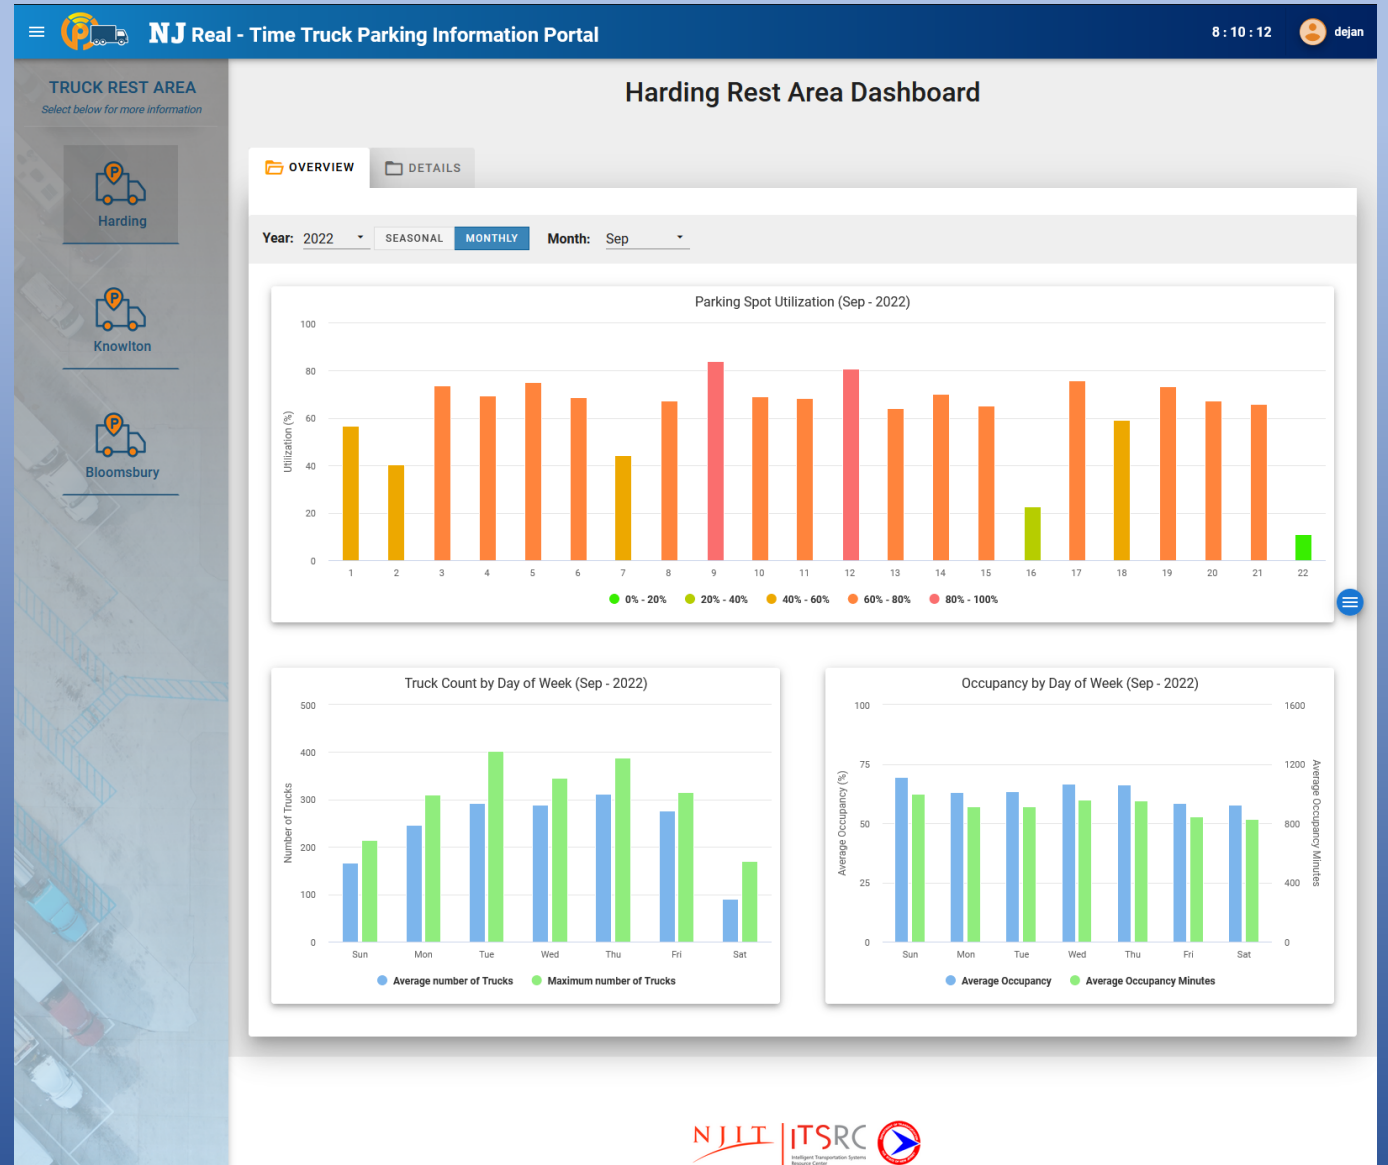 NJ Real - Time Truck Parking Information Portal
8 : 10 : 12
dejan
TRUCK REST AREA
Select below for more information
P
Harding
P
Knowlton
P
Bloomsbury
Harding Rest Area Dashboard
OVERVIEW
DETAILS
Year: 2022 SEASONAL MONTHLY Month: Sep
Parking Spot Utilization (Sep - 2022)
Utilization (%)
100
80
60
40
20
0
1 2 3 4 5 6 7 8 9 10 11 12 13 14 15 16 17 18 19 20 21 22
0% - 20% 20% - 40% 40% - 60% 60% - 80% 80% - 100%
Truck Count by Day of Week (Sep - 2022)
Number of Trucks
500
400
300
200
100
0
Sun Mon Tue Wed Thu Fri Sat
Average number of Trucks Maximum number of Trucks
Occupancy by Day of Week (Sep - 2022)
Average Occupancy (%)
100
75
50
25
0
1600
1200
800
400
0
Average Occupancy Minutes
Sun Mon Tue Wed Thu Fri Sat
Average Occupancy Average Occupancy Minutes
NJIT
ITSRC
Intelligent Transportation Systems
Resource Center